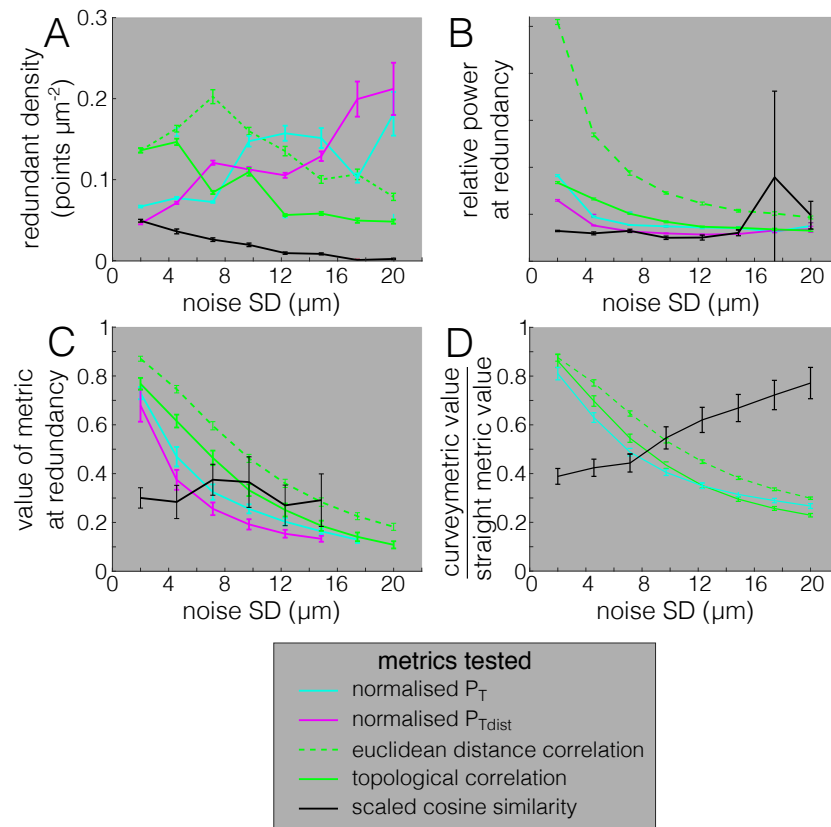 A
redundant density
(points μm-2)
0.3
0.2
0.1
0
0 4 8 12 16 20
noise SD (μm)
B
relative power
at redundancy
0 4 8 12 16 20
noise SD (μm)
C
value of metric
at redundancy
1
0.8
0.6
0.4
0.2
0
0 4 8 12 16 20
noise SD (μm)
D
curveymetric value
straight metric value
1
0.8
0.6
0.4
0.2
0
0 4 8 12 16 20
noise SD (μm)
metrics tested
normalised PT
normalised PTdist
euclidean distance correlation
topological correlation
scaled cosine similarity